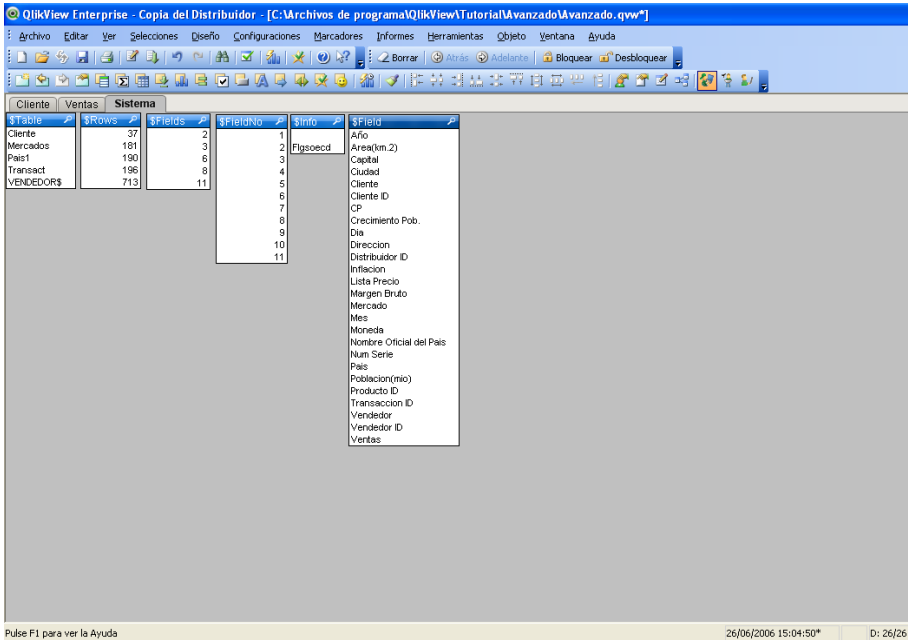 QlikView Enterprise - Copia del Distribuidor - [C:\Archivos de programa\QlikView\Tutorial\Avanzado\Avanzado.qvw*]
Archivo Editar Ver Selecciones Diseño Configuraciones Marcadores Informes Herramientas Objeto Ventana Ayuda
Borrar Atrás Adelante Bloquear Desbloquear
Cliente Ventas Sistema
$Table
Cliente
Mercados
Pais1
Transact
VENDEDOR$
$Rows
37
181
190
196
713
$Fields
2
3
6
8
11
$FieldNo
1
2
3
4
5
6
7
8
9
10
11
$Info
Flgsoecd
$Field
Año
Area(km.2)
Capital
Ciudad
Cliente
Cliente ID
CP
Crecimiento Pob.
Dia
Direccion
Distribuidor ID
Inflacion
Lista Precio
Margen Bruto
Mercado
Mes
Moneda
Nombre Oficial del Pais
Num Serie
Pais
Poblacion(mio)
Producto ID
Transaccion ID
Vendedor
Vendedor ID
Ventas
Pulse F1 para ver la Ayuda 26/06/2006 15:04:50* D: 26/26